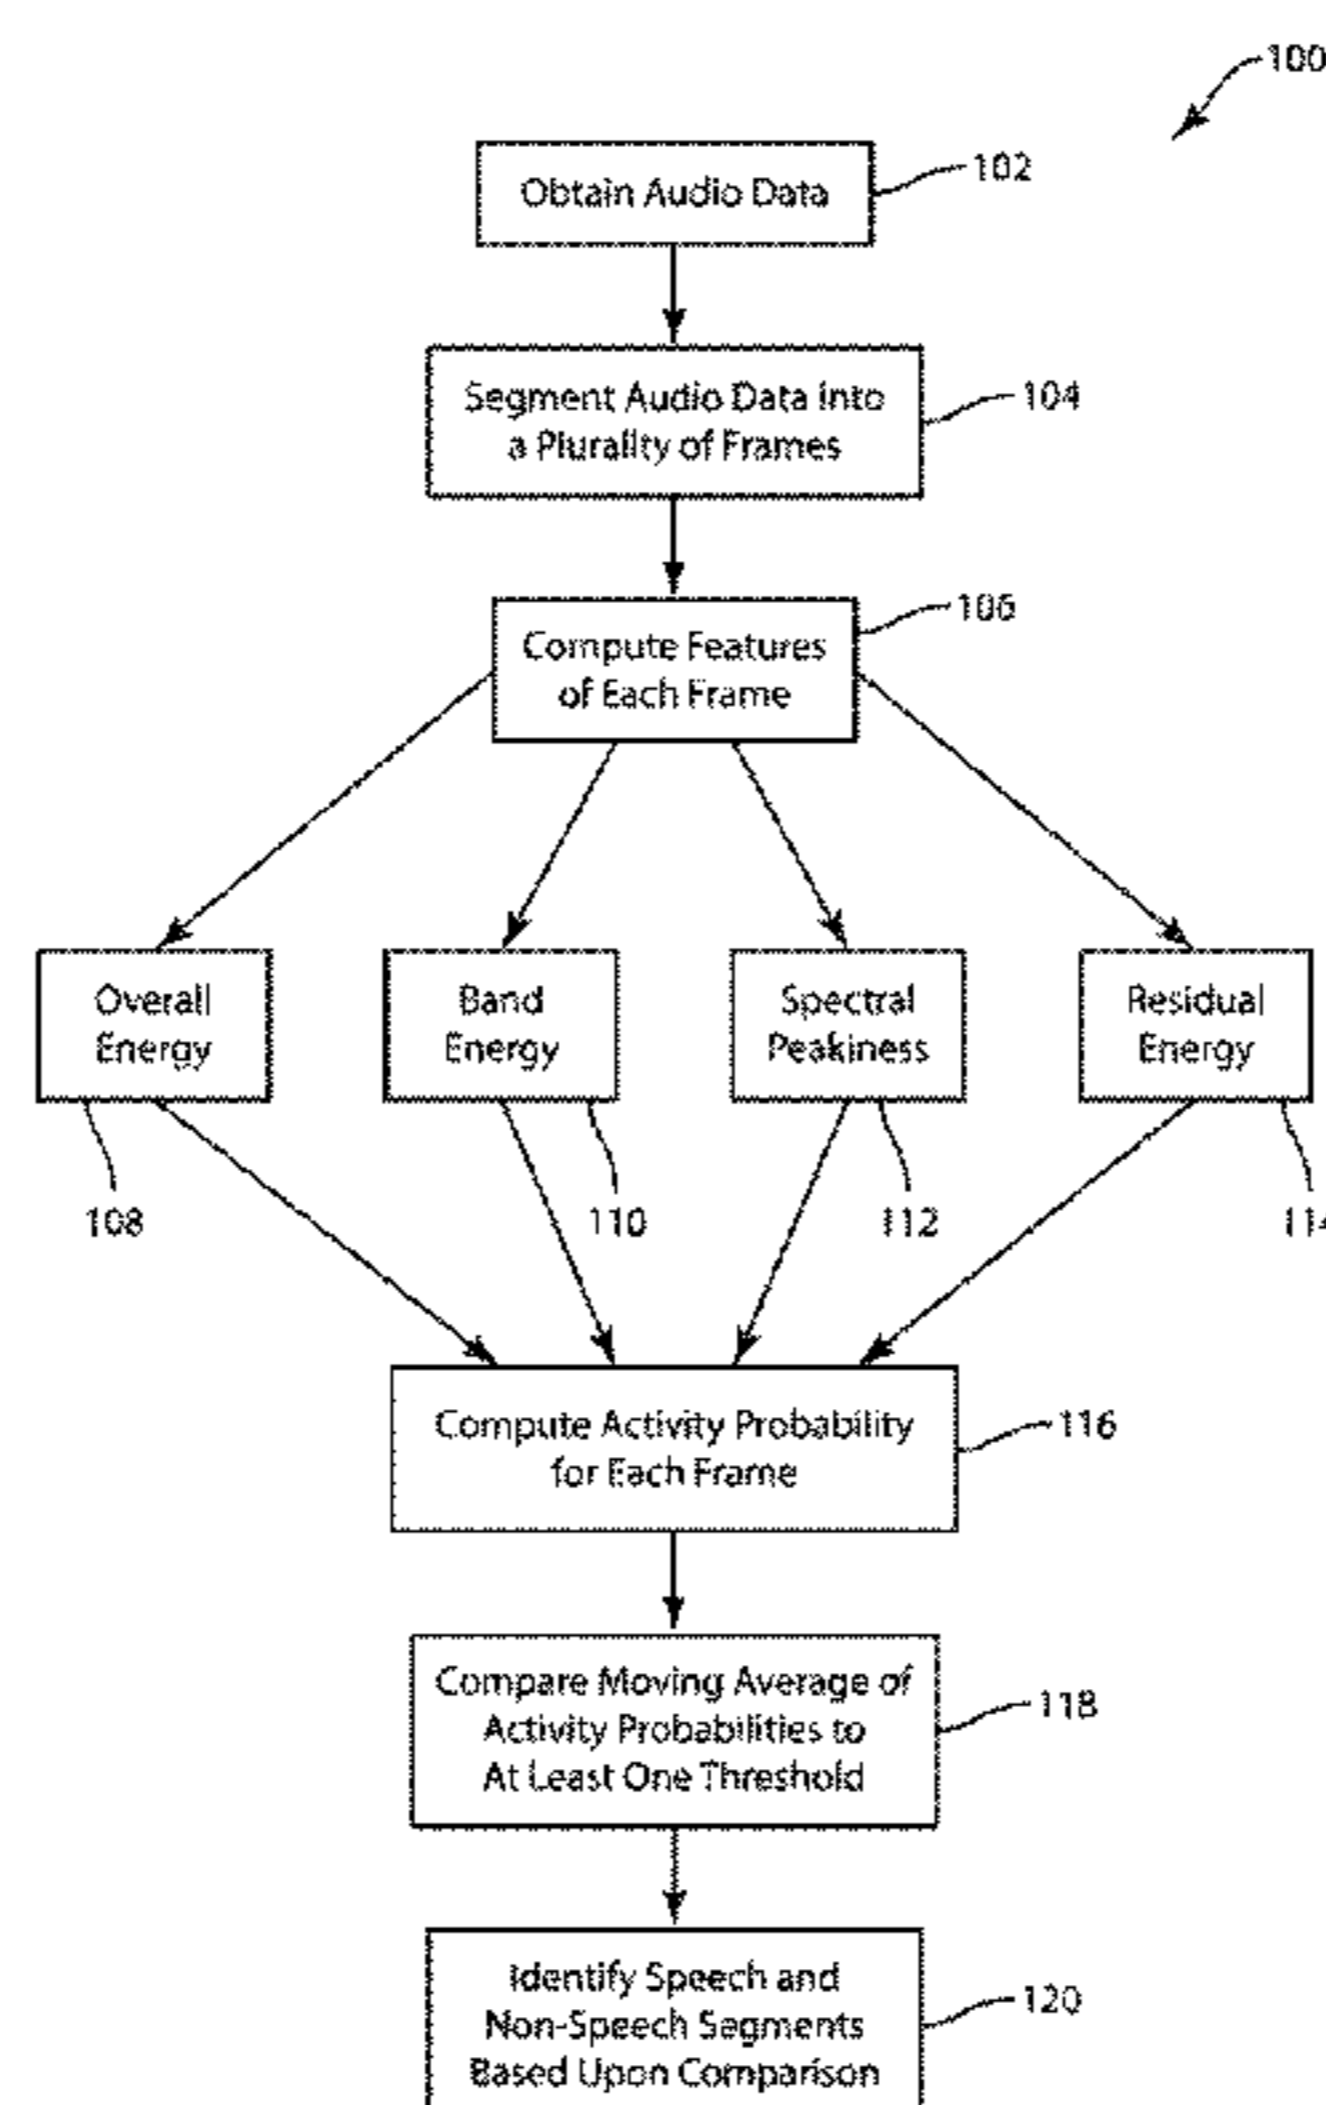 100
Obtain Audio Data
102
Segment Audio Data into
a Plurality of Frames
104
Compute Features
of Each Frame
106
Overall
Energy
Band
Energy
Spectral
Peakiness
Residual
Energy
108
110
112
Compute Activity Probability
for Each Frame
116
Compare Moving Average of
Activity Probabilities to
At Least One Threshold
118
Identify Speech and
Non-Speech Segments
Based Upon Comparison
120